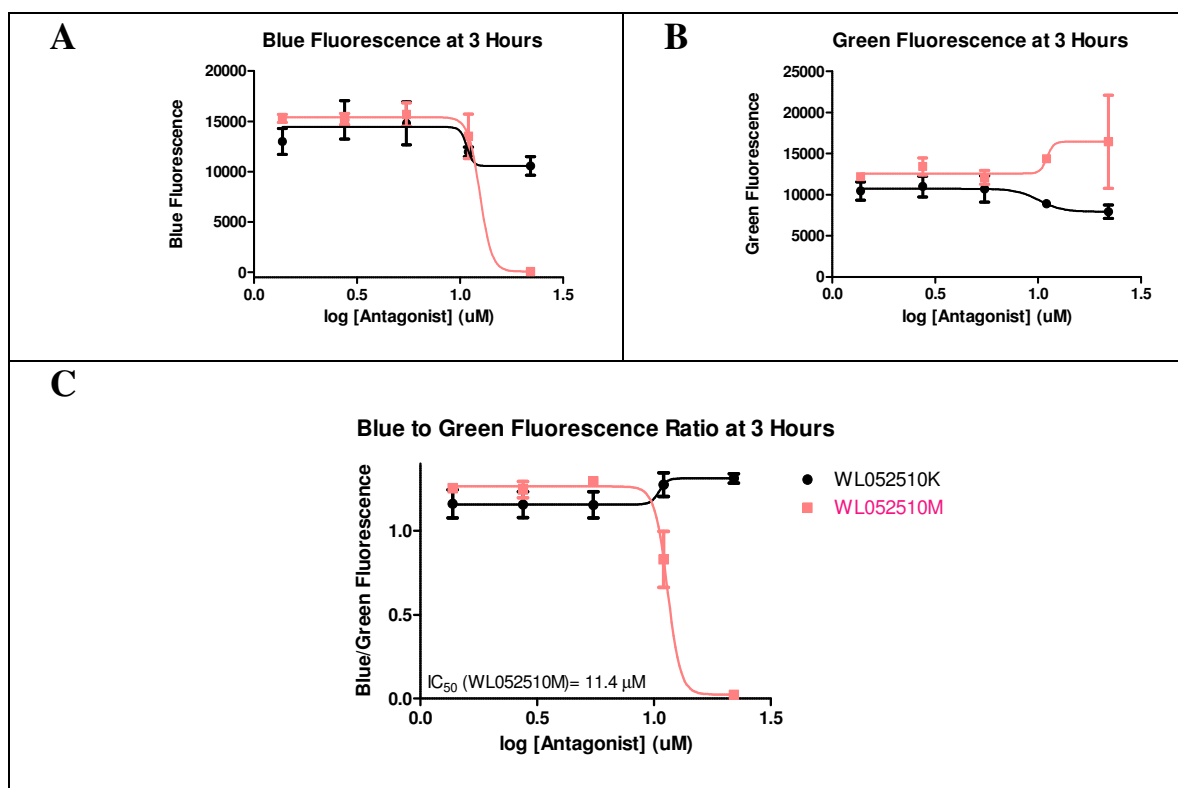 A
Blue Fluorescence at 3 Hours
20000
15000
10000
5000
0
Blue Fluorescence
0.0 0.5 1.0 1.5
log [Antagonist] (uM)
B
Green Fluorescence at 3 Hours
25000
20000
15000
10000
5000
0
Green Fluorescence
0.0 0.5 1.0 1.5
log [Antagonist] (uM)
C
Blue to Green Fluorescence Ratio at 3 Hours
1.0
0.5
0.0
Blue/Green Fluorescence
IC50 (WL052510M)= 11.4 μM
0.0 0.5 1.0 1.5
log [Antagonist] (uM)
WL052510K
WL052510M